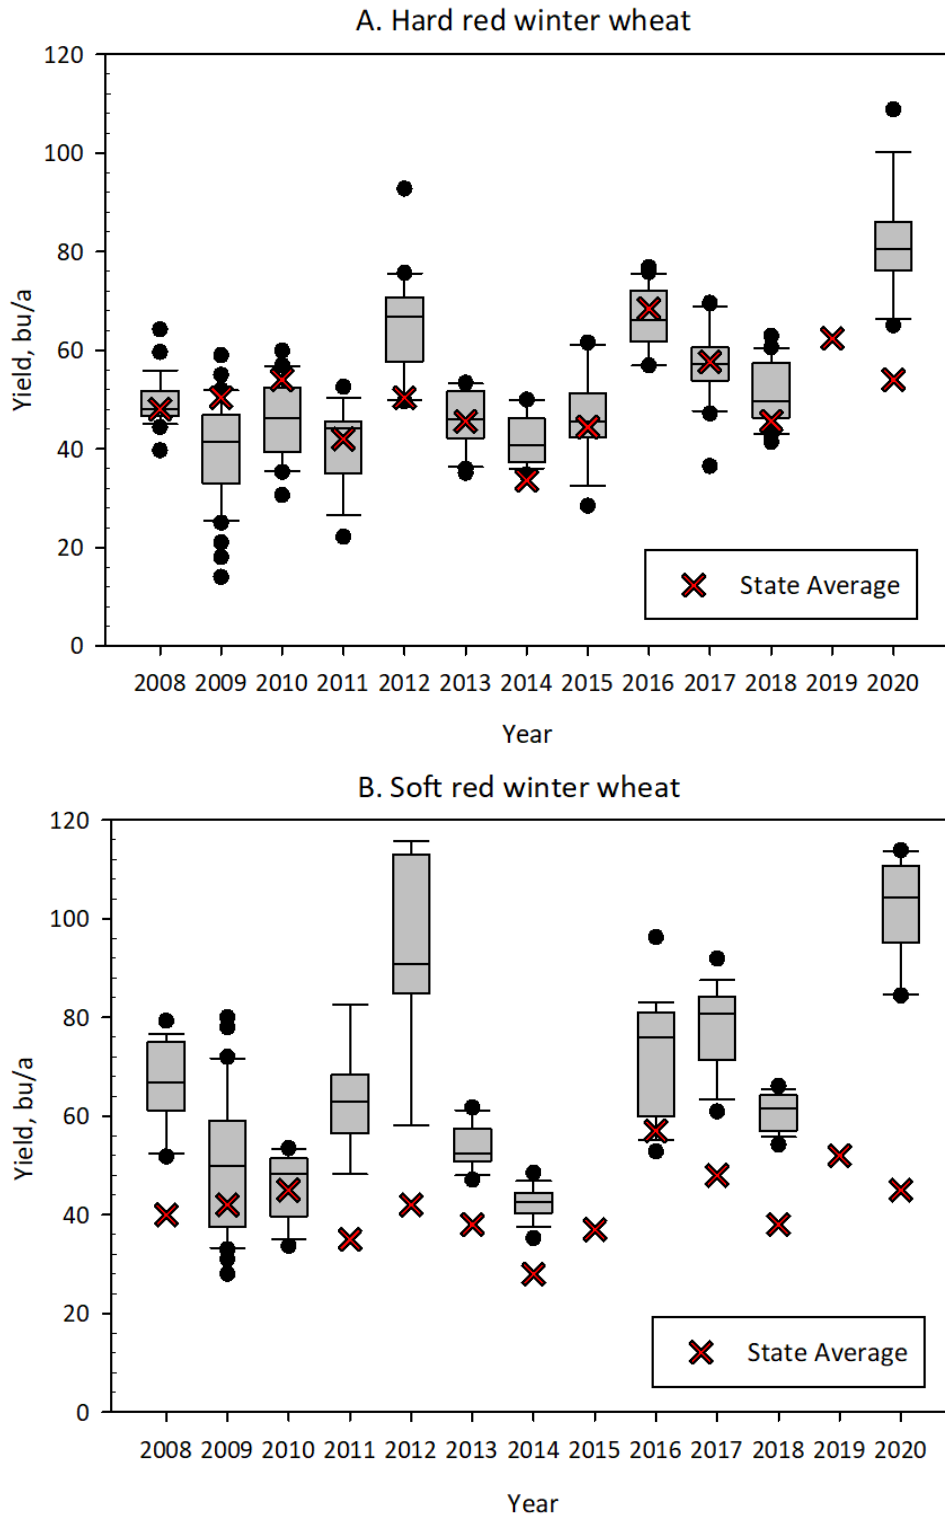 A. Hard red winter wheat
120
100
80
60
40
20
0
Yield, bu/a
State Average
2008 2009 2010 2011 2012 2013 2014 2015 2016 2017 2018 2019 2020
Year
B. Soft red winter wheat
120
100
80
60
40
20
0
Yield, bu/a
State Average
2008 2009 2010 2011 2012 2013 2014 2015 2016 2017 2018 2019 2020
Year